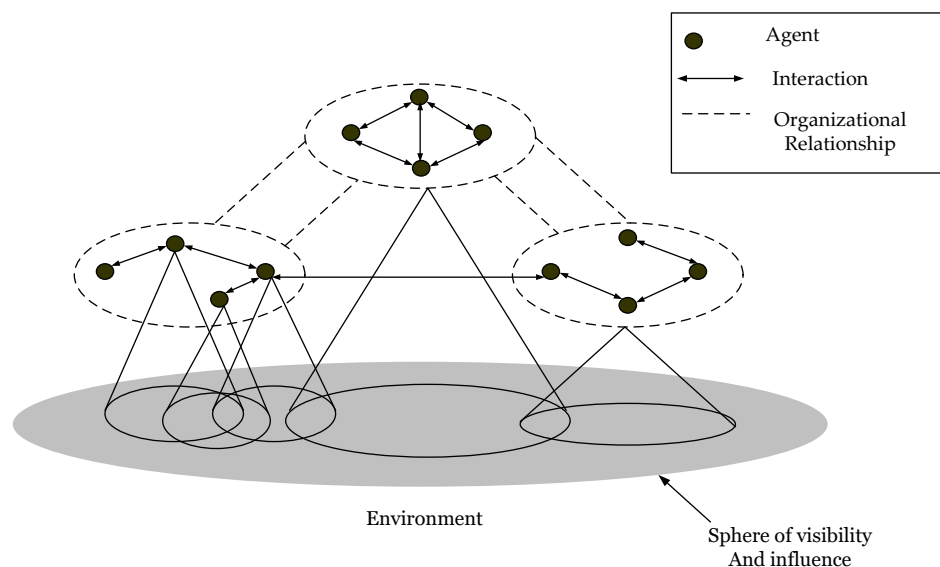 Agent
Interaction
Organizational
Relationship
Environment
Sphere of visibility
And influence